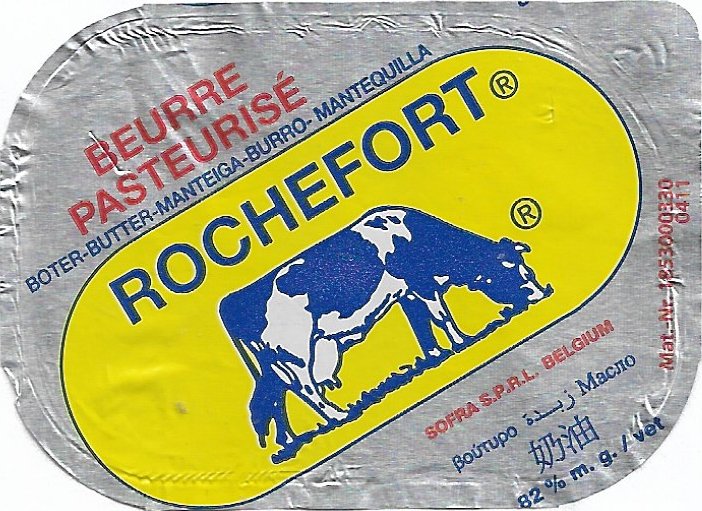 BEURRE
PASTEURISÉ
BOTER-BUTTER-MANTEIGA-BURRO-MANTEQUILLA
ROCHEFORT®
®
Mat.-Nr. 1853000320
0411
SOFRA S.P.R.L. BELGIUM
βούτυρο زبدة Масло
奶油
82 % m. g. / vet